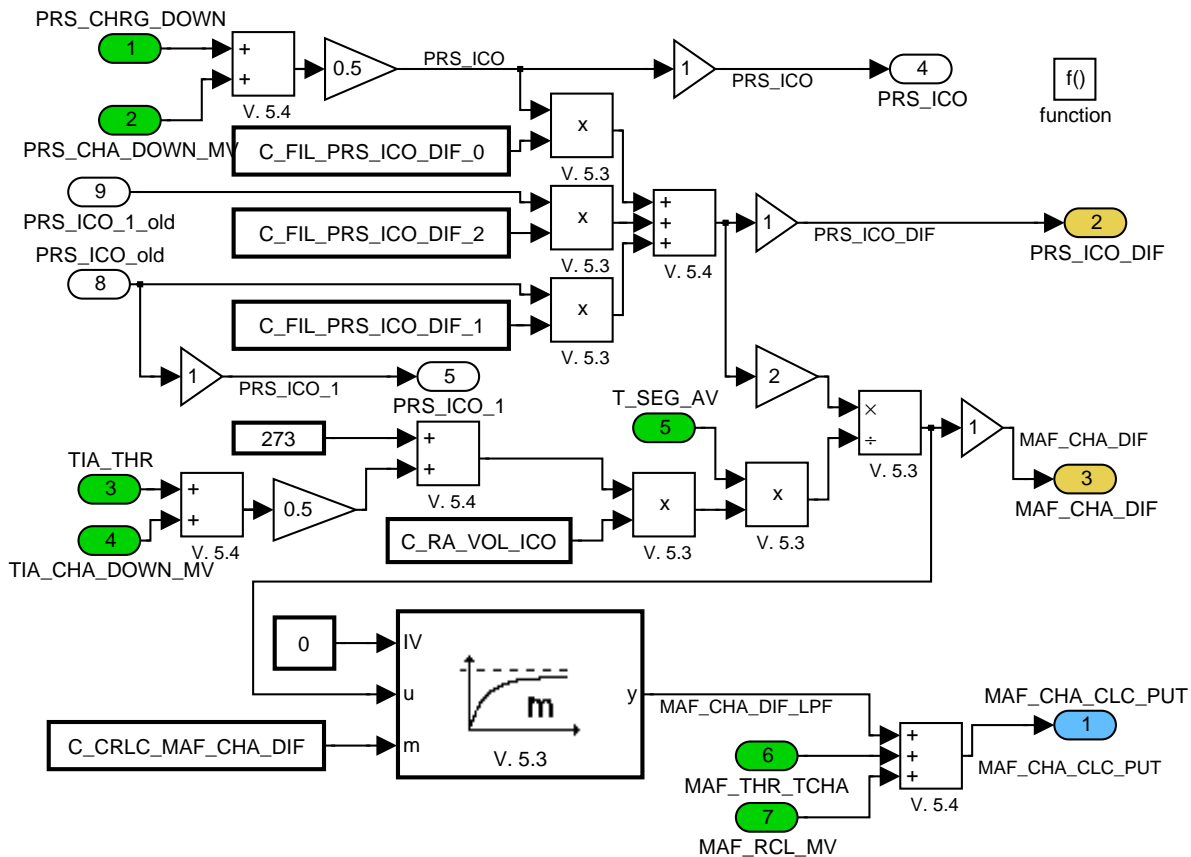 PRS_CHRG_DOWN
1
+
+
V. 5.4
0.5
PRS_ICO
1
PRS_ICO
4
PRS_ICO
f()
function
2
PRS_CHA_DOWN_MV
C_FIL_PRS_ICO_DIF_0
x
V. 5.3
9
PRS_ICO_1_old
C_FIL_PRS_ICO_DIF_2
x
V. 5.3
+
+
+
V. 5.4
1
PRS_ICO_DIF
2
PRS_ICO_DIF
PRS_ICO_old
8
C_FIL_PRS_ICO_DIF_1
x
V. 5.3
1
PRS_ICO_1
5
PRS_ICO_1
2
T_SEG_AV
5
×
÷
V. 5.3
1
MAF_CHA_DIF
3
MAF_CHA_DIF
273
+
+
V. 5.4
TIA_THR
3
+
+
V. 5.4
0.5
4
TIA_CHA_DOWN_MV
C_RA_VOL_ICO
x
V. 5.3
x
V. 5.3
0
IV
u
m
m
y
V. 5.3
C_CRLC_MAF_CHA_DIF
MAF_CHA_DIF_LPF
6
MAF_THR_TCHA
7
MAF_RCL_MV
+
+
+
V. 5.4
MAF_CHA_CLC_PUT
1
MAF_CHA_CLC_PUT